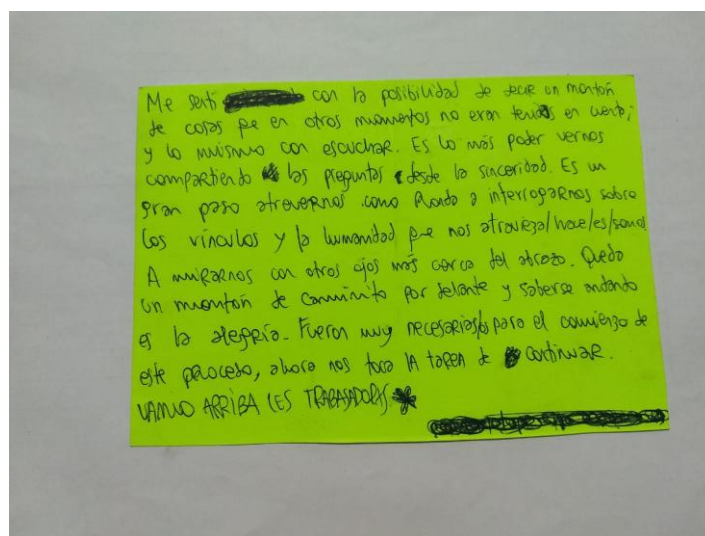 Me sentí con la posibilidad de decir un montón
de cosas que en otros momentos no eran tenidas en cuenta;
y lo mismo con escuchar. Es lo más poder vernos
compartiendo las preguntas desde la sinceridad. Es un
gran paso atrevernos como Ronda a interrogarnos sobre
los vínculos y la humanidad que nos atraviesa/hace/es/somos
A mirarnos con otros ojos más cerca del abrazo. Queda
un montón de caminito por delante y saberse andando
es la alegría. Fueron muy necesarias/os para el comienzo de
este proceso, ahora nos toca la tarea de continuar.
VAMOO ARRIBA LES TRABAJADORES.